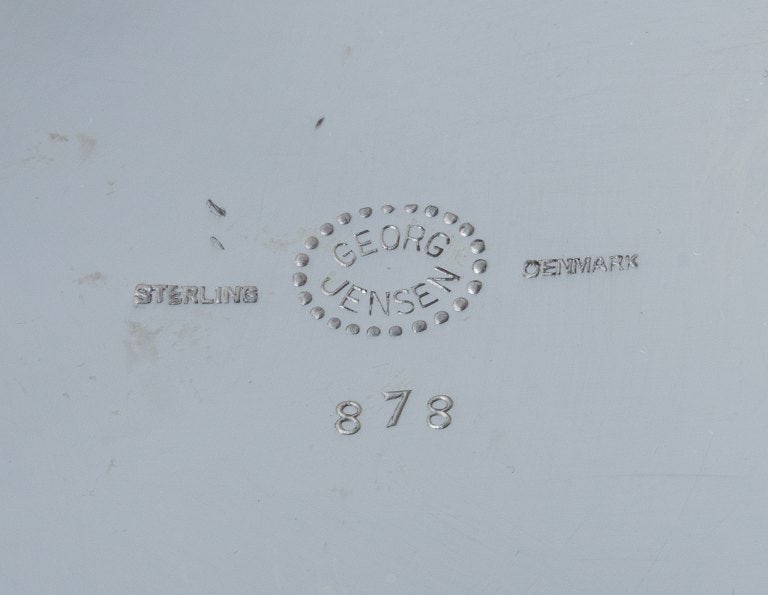 STERLING
GEORG
JENSEN
DENMARK
878